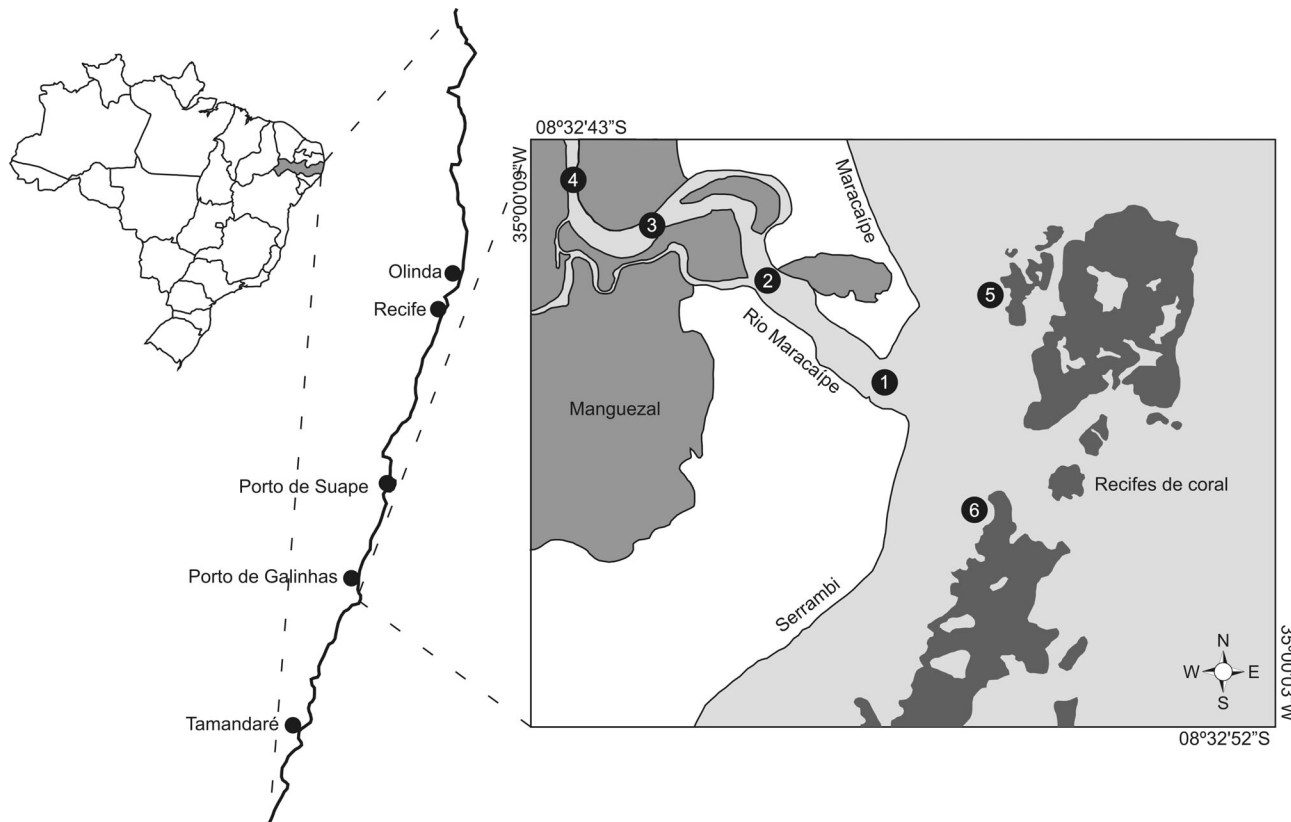 Olinda
Recife
Porto de Suape
Porto de Galinhas
Tamandaré
08º32'43”S
35º00'09”W
4
3
2
1
Maracaípe
Rio Maracaípe
Manguezal
5
Recifes de coral
6
Serrambi
N
W E
S
35º00'03”W
08º32'52”S